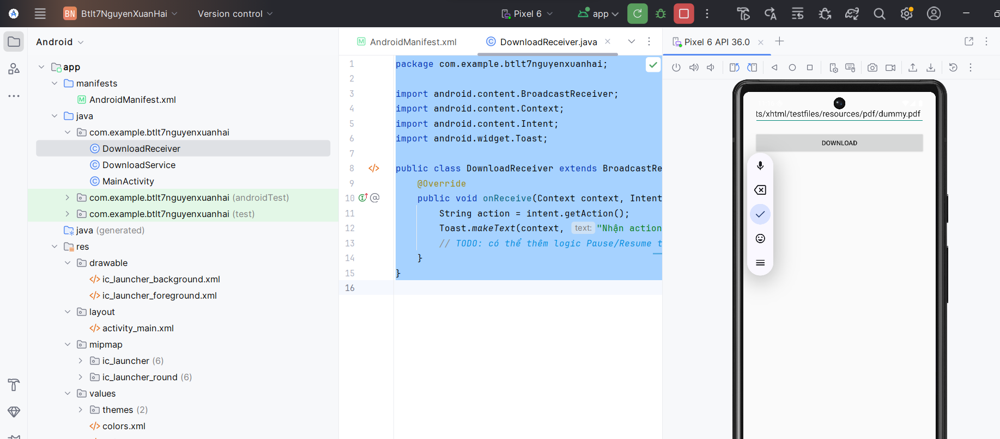 BN Btlt7NguyenXuanHai Version control Pixel 6 app
Android
app
manifests
AndroidManifest.xml
java
com.example.btlt7nguyenxuanhai
DownloadReceiver
DownloadService
MainActivity
com.example.btlt7nguyenxuanhai (androidTest)
com.example.btlt7nguyenxuanhai (test)
java (generated)
res
drawable
ic_launcher_background.xml
ic_launcher_foreground.xml
layout
activity_main.xml
mipmap
ic_launcher (6)
ic_launcher_round (6)
values
themes (2)
colors.xml
AndroidManifest.xml DownloadReceiver.java
1 package com.example.btlt7nguyenxuanhai;
2
3 import android.content.BroadcastReceiver;
4 import android.content.Context;
5 import android.content.Intent;
6 import android.widget.Toast;
7
8 public class DownloadReceiver extends BroadcastRe
9 @Override
10 public void onReceive(Context context, Intent
11 String action = intent.getAction();
12 Toast.makeText(context, text: "Nhận action
13 // TODO: có thể thêm logic Pause/Resume t
14 }
15 }
16
Pixel 6 API 36.0
ts/xhtml/testfiles/resources/pdf/dummy.pdf
DOWNLOAD